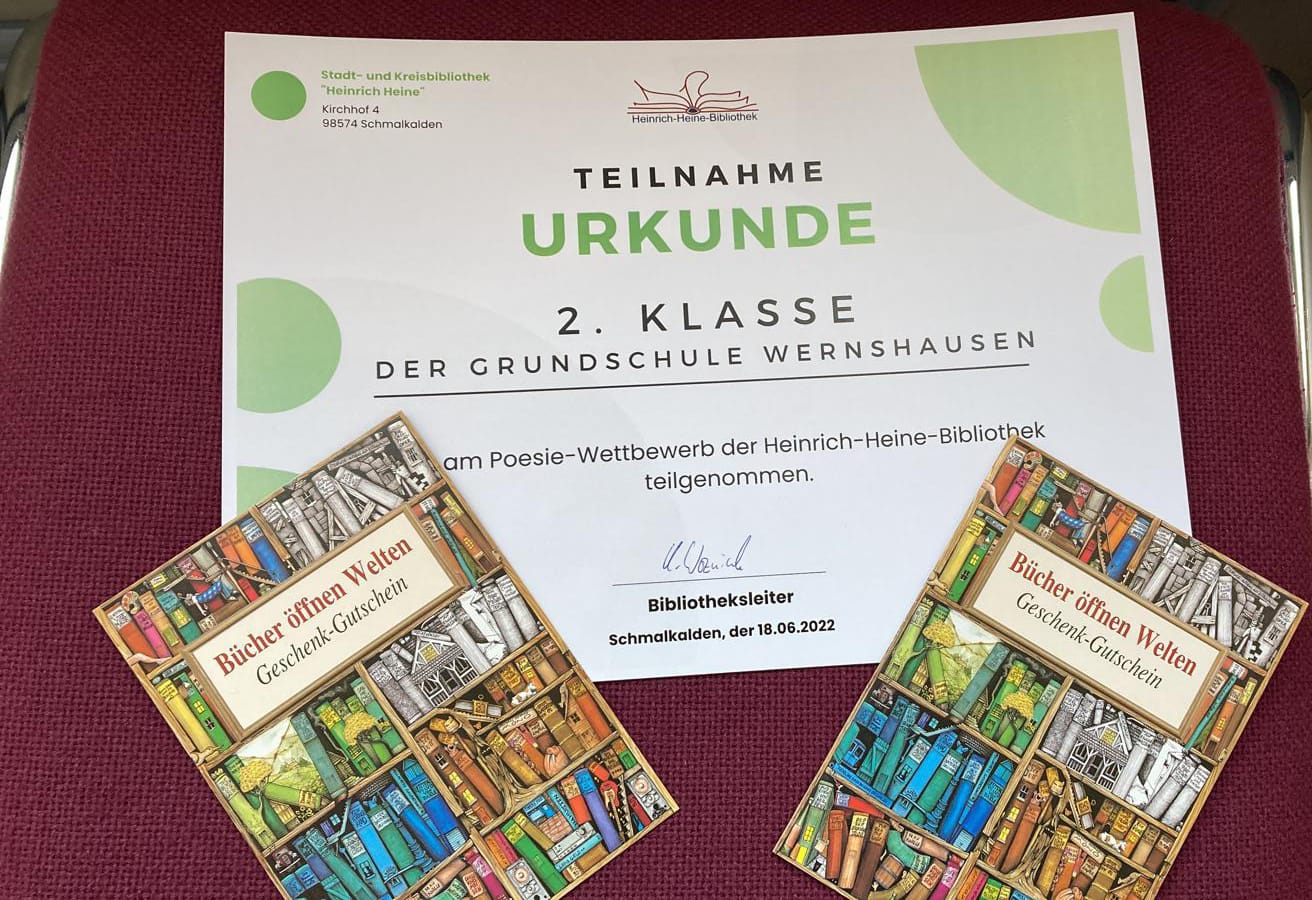 Stadt- und Kreisbibliothek
"Heinrich Heine"
Kirchhof 4
98574 Schmalkalden
Heinrich-Heine-Bibliothek
TEILNAHME
URKUNDE
2. KLASSE
DER GRUNDSCHULE WERNSHAUSEN
am Poesie-Wettbewerb der Heinrich-Heine-Bibliothek
teilgenommen.
Bibliotheksleiter
Schmalkalden, der 18.06.2022
Bücher öffnen Welten
Geschenk-Gutschein
Bücher öffnen Welten
Geschenk-Gutschein